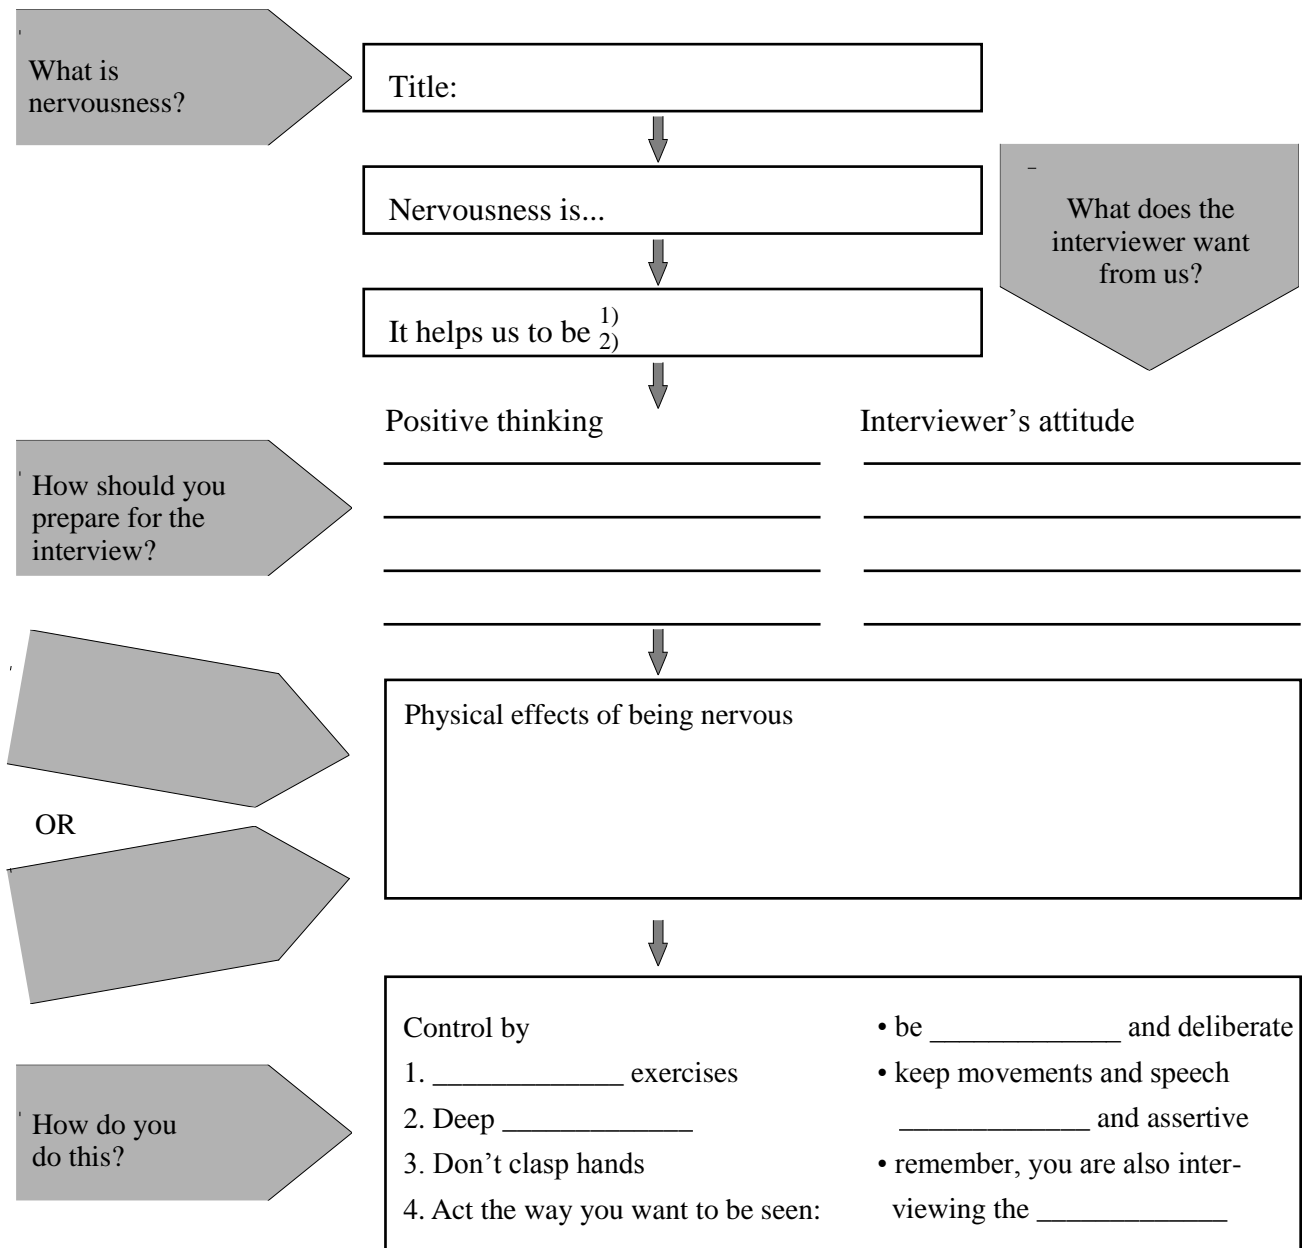 What is
nervousness?
Title:
Nervousness is...
What does the
interviewer want
from us?
It helps us to be 1)
2)
Positive thinking
Interviewer’s attitude
How should you
prepare for the
interview?
Physical effects of being nervous
OR
How do you
do this?
Control by
1. _____________ exercises
2. Deep _____________
3. Don’t clasp hands
4. Act the way you want to be seen:
• be _____________ and deliberate
• keep movements and speech
_____________ and assertive
• remember, you are also inter-
viewing the _____________